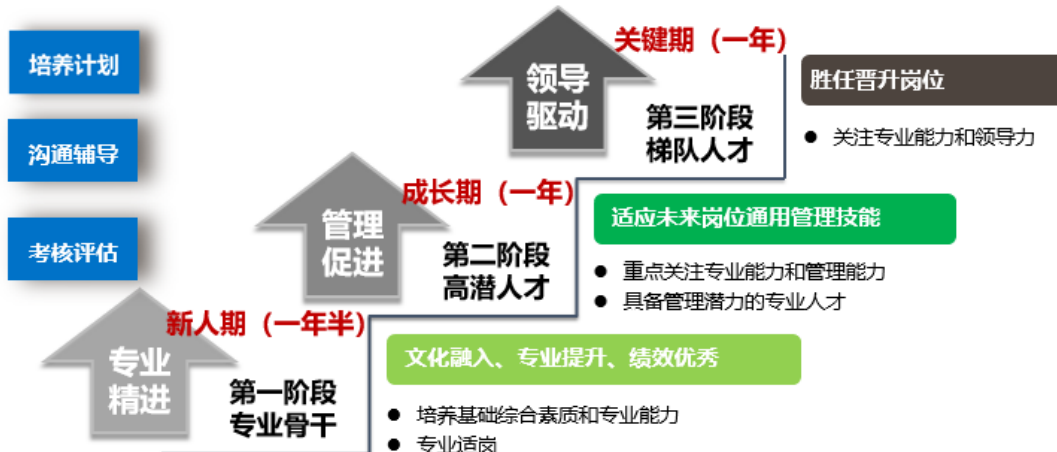 培养计划
沟通辅导
考核评估
关键期（一年）
领导
驱动
第三阶段
梯队人才
胜任晋升岗位
● 关注专业能力和领导力
成长期（一年）
管理
促进
第二阶段
高潜人才
适应未来岗位通用管理技能
● 重点关注专业能力和管理能力
● 具备管理潜力的专业人才
新人期（一年半）
专业
精进
第一阶段
专业骨干
文化融入、专业提升、绩效优秀
● 培养基础综合素质和专业能力
● 专业适岗